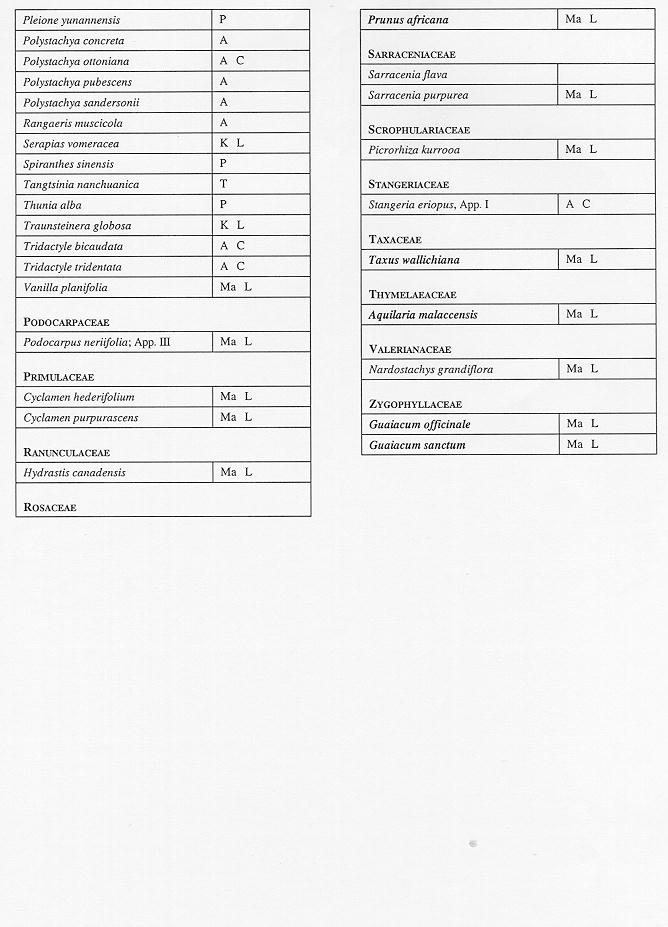 Pleione yunannensis P
Polystachya concreta A
Polystachya ottoniana A C
Polystachya pubescens A
Polystachya sandersonii A
Rangaeris muscicola A
Serapias vomeracea K L
Spiranthes sinensis P
Tangtsinia nanchuanica T
Thunia alba P
Traunsteinera globosa K L
Tridactyle bicaudata A C
Tridactyle tridentata A C
Vanilla planifolia Ma L
PODOCARPACEAE
Podocarpus neriifolia; App. III Ma L
PRIMULACEAE
Cyclamen hederifolium Ma L
Cyclamen purpurascens Ma L
RANUNCULACEAE
Hydrastis canadensis Ma L
ROSACEAE
Prunus africana Ma L
SARRACENIACEAE
Sarracenia flava
Sarracenia purpurea Ma L
SCROPHULARIACEAE
Picrorhiza kurrooa Ma L
STANGERIACEAE
Stangeria eriopus, App. I A C
TAXACEAE
Taxus wallichiana Ma L
THYMELAEACEAE
Aquilaria malaccensis Ma L
VALERIANACEAE
Nardostachys grandiflora Ma L
ZYGOPHYLLACEAE
Guaiacum officinale Ma L
Guaiacum sanctum Ma L